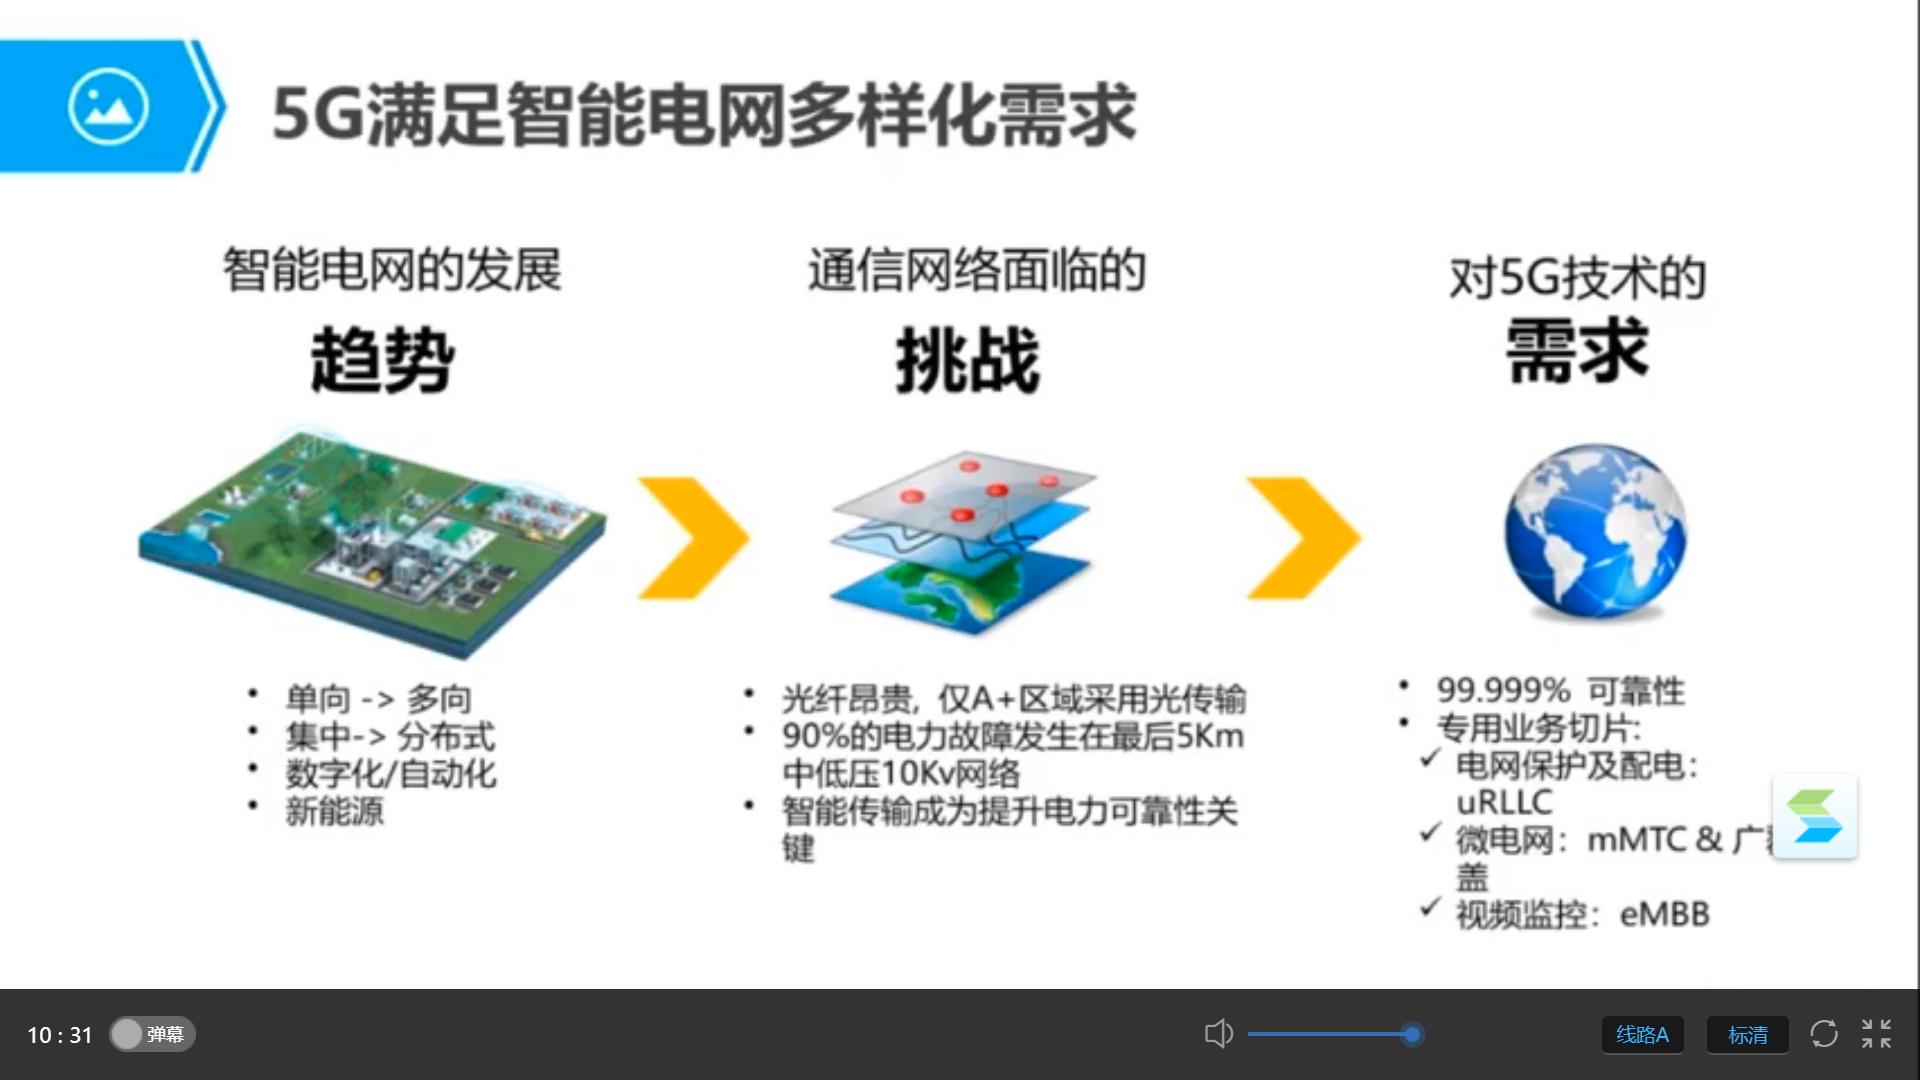 5G满足智能电网多样化需求
智能电网的发展
趋势
• 单向 -> 多向
• 集中-> 分布式
• 数字化/自动化
• 新能源
通信网络面临的
挑战
• 光纤昂贵, 仅A+区域采用光传输
• 90%的电力故障发生在最后5Km
中低压10Kv网络
• 智能传输成为提升电力可靠性关
键
对5G技术的
需求
• 99.999% 可靠性
• 专用业务切片:
✓ 电网保护及配电:
uRLLC
✓ 微电网: mMTC & 广覆
盖
✓ 视频监控: eMBB
10 : 31 弹幕 线路A 标清